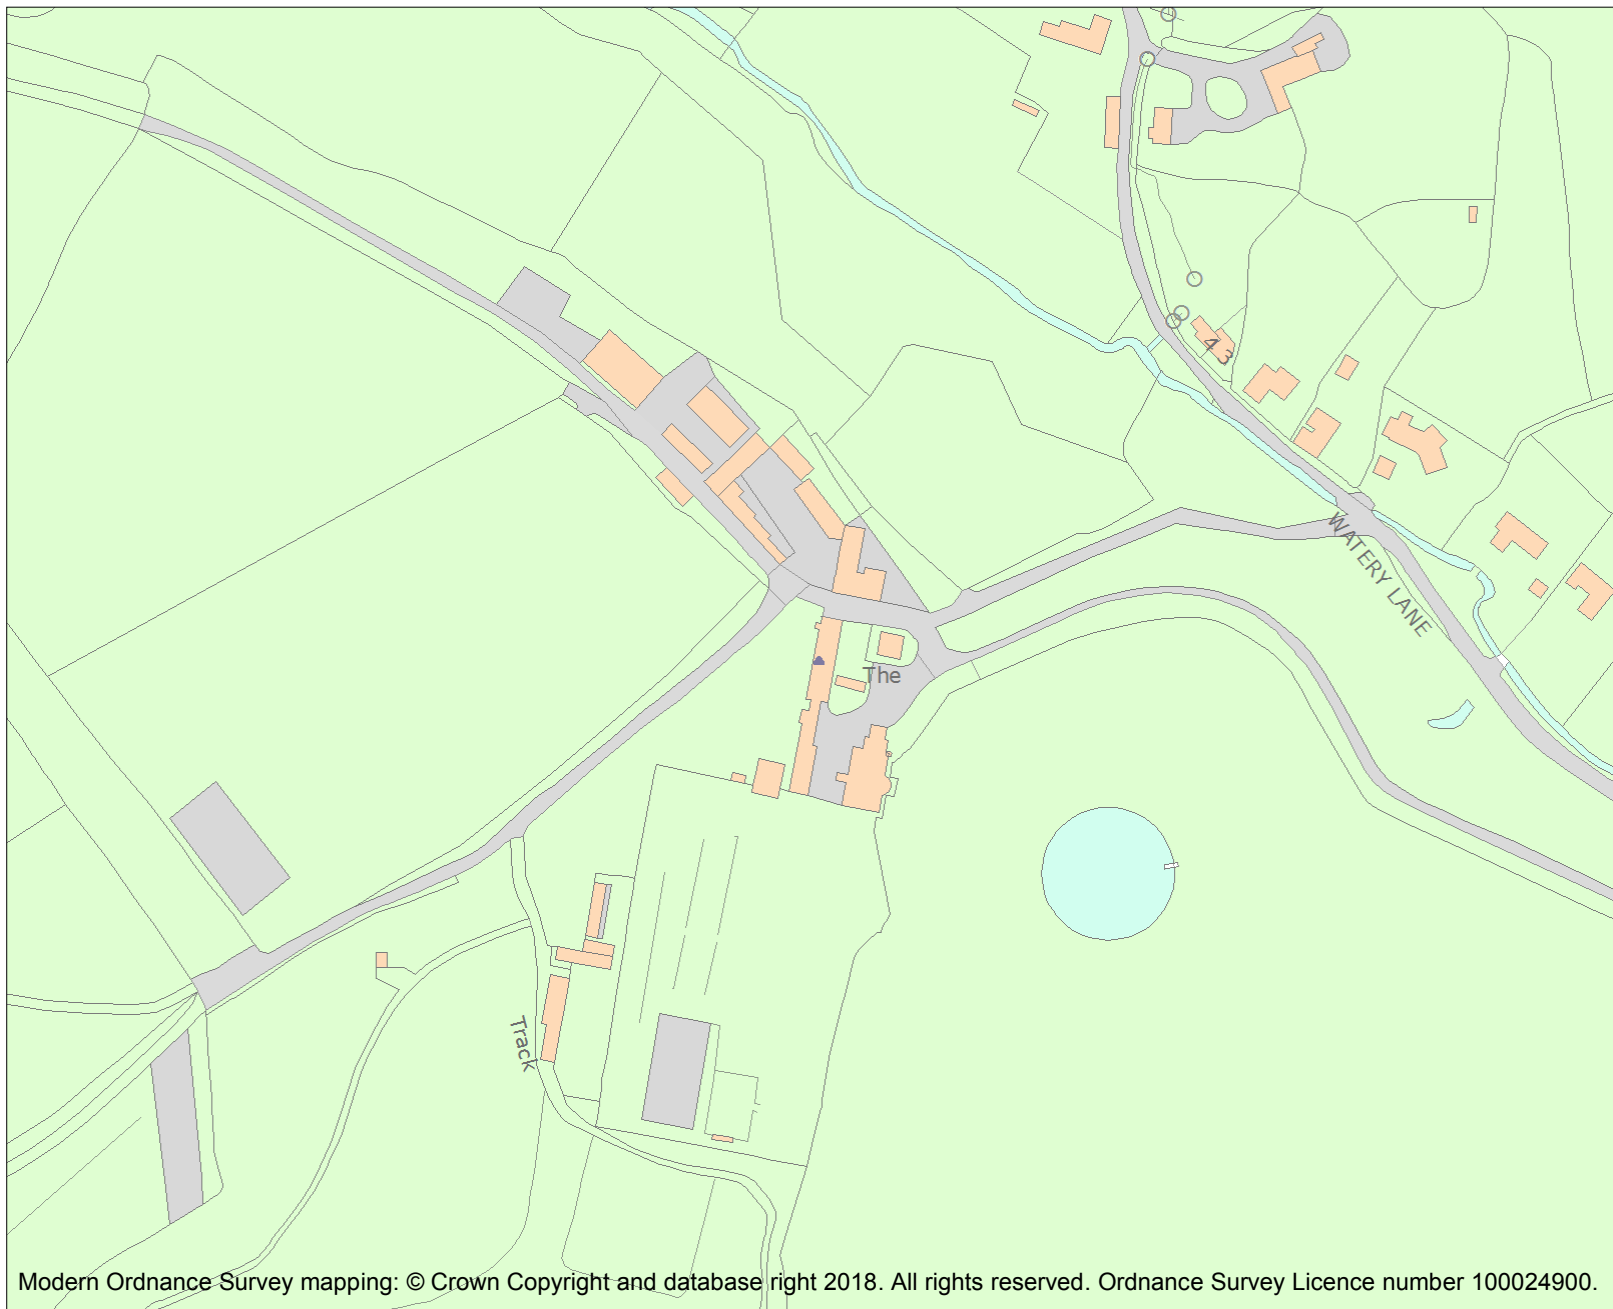 4 3
WATERY LANE
The
Track
Modern Ordnance Survey mapping: © Crown Copyright and database right 2018. All rights reserved. Ordnance Survey Licence number 100024900.